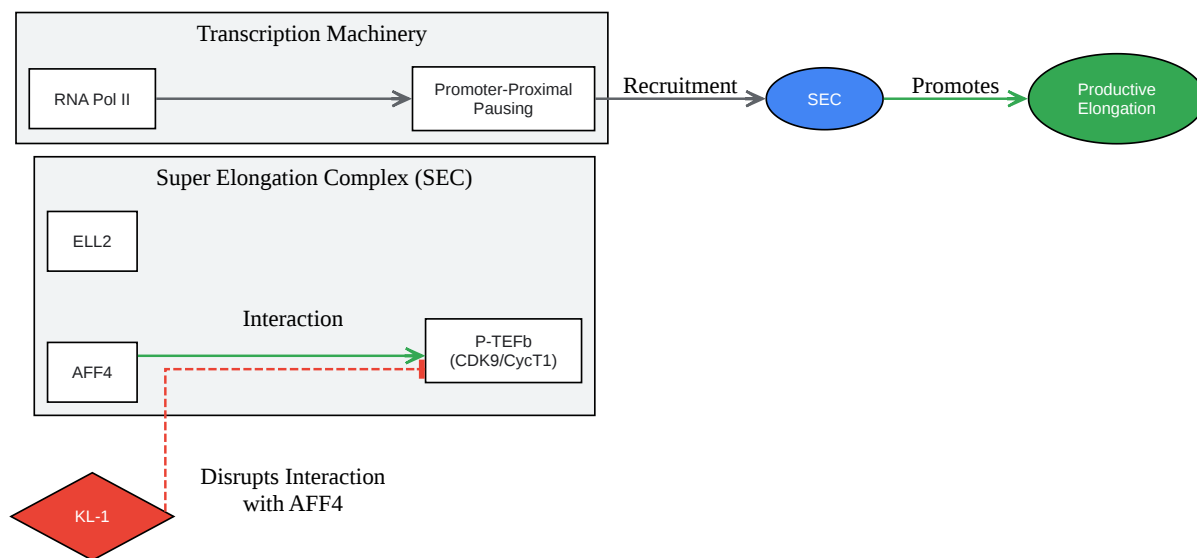 Transcription Machinery
RNA Pol II
Promoter-Proximal
Pausing
Recruitment
SEC
Promotes
Productive
Elongation
Super Elongation Complex (SEC)
ELL2
Interaction
AFF4
P-TEFb
(CDK9/CycT1)
Disrupts Interaction
with AFF4
KL-1